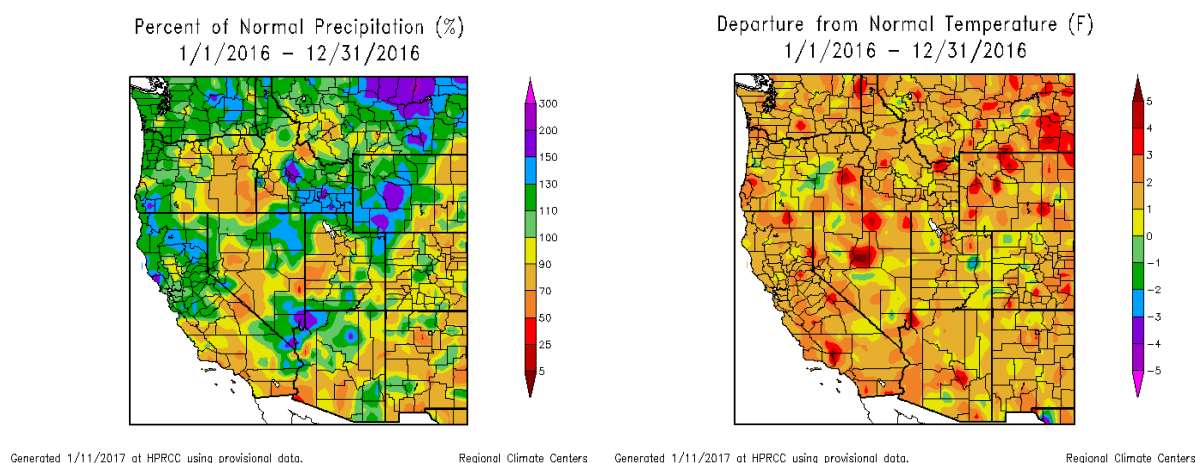 Percent of Normal Precipitation (%)
1/1/2016 – 12/31/2016
300
200
150
130
110
100
90
70
50
25
5
Generated 1/11/2017 at HPRCC using provisional data.
Regional Climate Centers
Departure from Normal Temperature (F)
1/1/2016 – 12/31/2016
5
4
3
2
1
0
−1
−2
−3
−4
−5
Generated 1/11/2017 at HPRCC using provisional data.
Regional Climate Centers